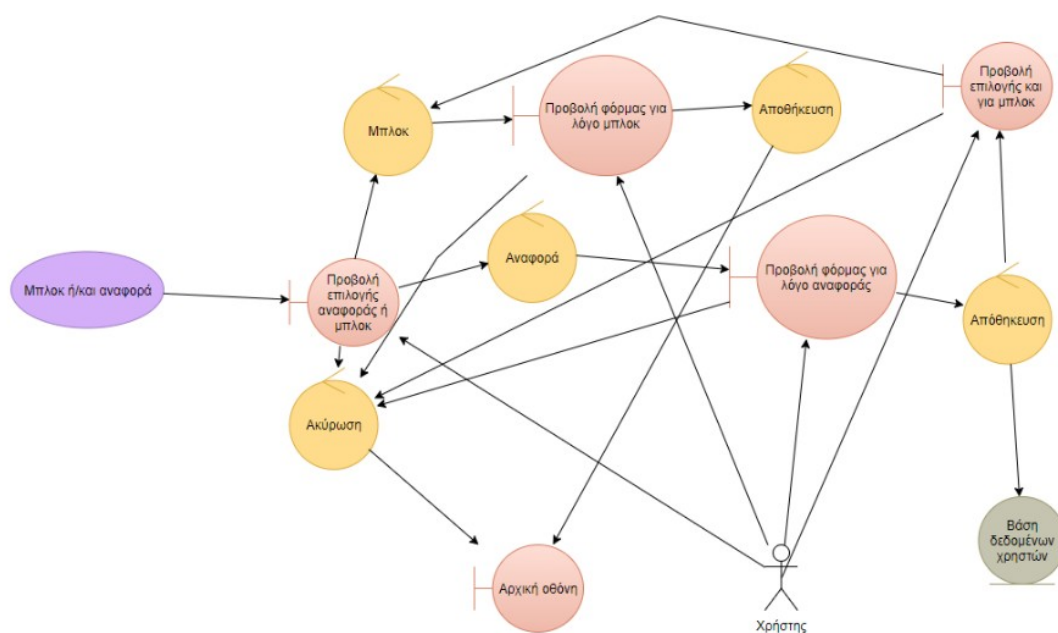 Προβολή
επιλογής και
για μπλοκ
Προβολή φόρμας για
λόγο μπλοκ
Αποθήκευση
Μπλοκ
Αναφορά
Προβολή φόρμας για
λόγο αναφοράς
Μπλοκ ή/και αναφορά
Προβολή
επιλογής
αναφοράς ή
μπλοκ
Απόθηκευση
Ακύρωση
Βάση
δεδομένων
χρηστών
Αρχική οθόνη
Χρήστης